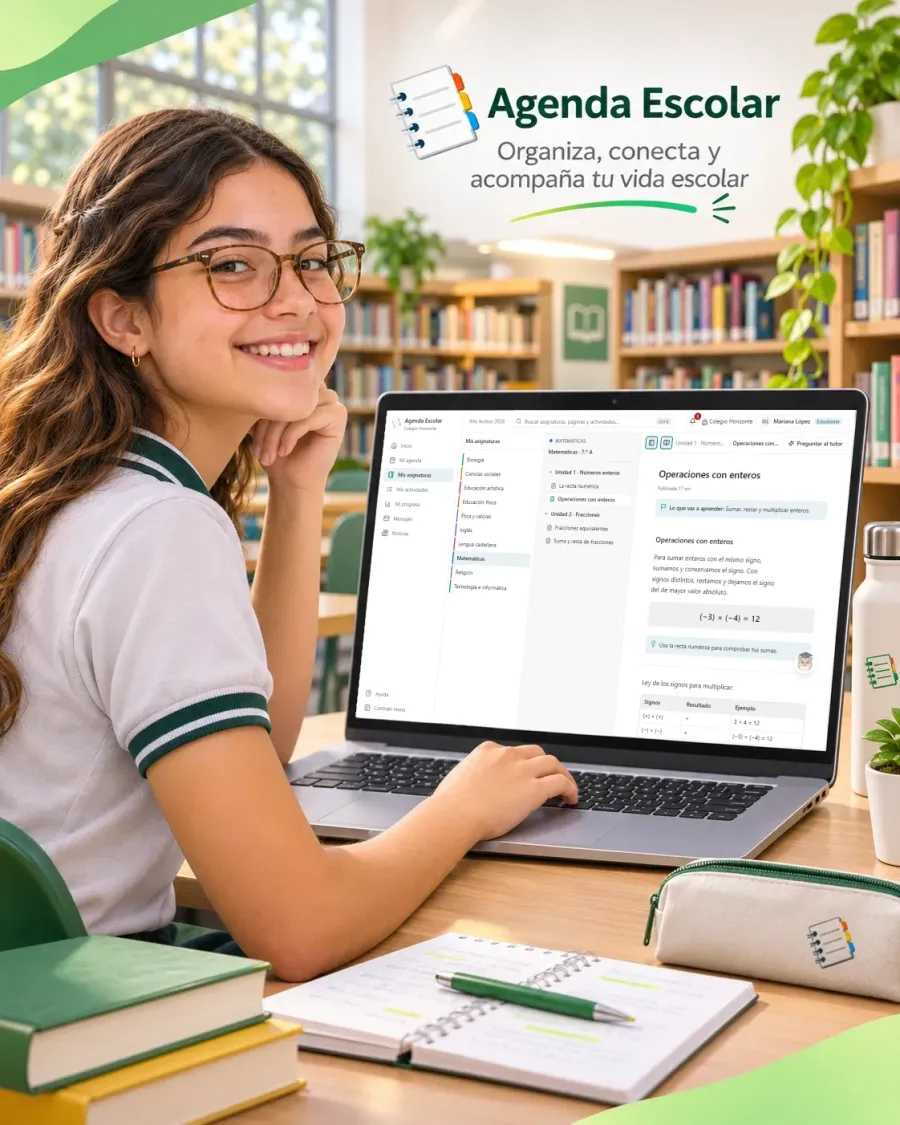 Agenda Escolar
Organiza, conecta y
acompaña tu vida escolar
Agenda Escolar
Colegio Horizonte
Año lectivo 2026
Buscar asignaturas, páginas y actividades...
Ctrl K
Colegio Horizonte
ML
Mariana López
Estudiante
Inicio
Mi agenda
Mis asignaturas
Mis actividades
Mi progreso
Mensajes
Noticias
Ayuda
Contraer menú
Mis asignaturas
Biología
Ciencias sociales
Educación artística
Educación física
Ética y valores
Inglés
Lengua castellana
Matemáticas
Religión
Tecnología e informática
MATEMÁTICAS
Matemáticas - 7.º A
Unidad 1 - Números enteros
La recta numérica
Operaciones con enteros
Unidad 2 - Fracciones
Fracciones equivalentes
Suma y resta de fracciones
Unidad 1 - Número... › Operaciones con...
Preguntar al tutor
Operaciones con enteros
Lo que vas a aprender: Sumar, restar y multiplicar enteros.
Operaciones con enteros
Para sumar enteros con el mismo signo,
sumamos y conservamos el signo. Con
signos distintos, restamos y dejamos el signo
del de mayor valor absoluto.
(−3) × (−4) = 12
Usa la recta numérica para comprobar tus sumas.
Ley de los signos para multiplicar:
Signos Resultado Ejemplo
(+) × (+) + 3 × 4 = 12
(−) × (−) + (−3) × (−4) = 12